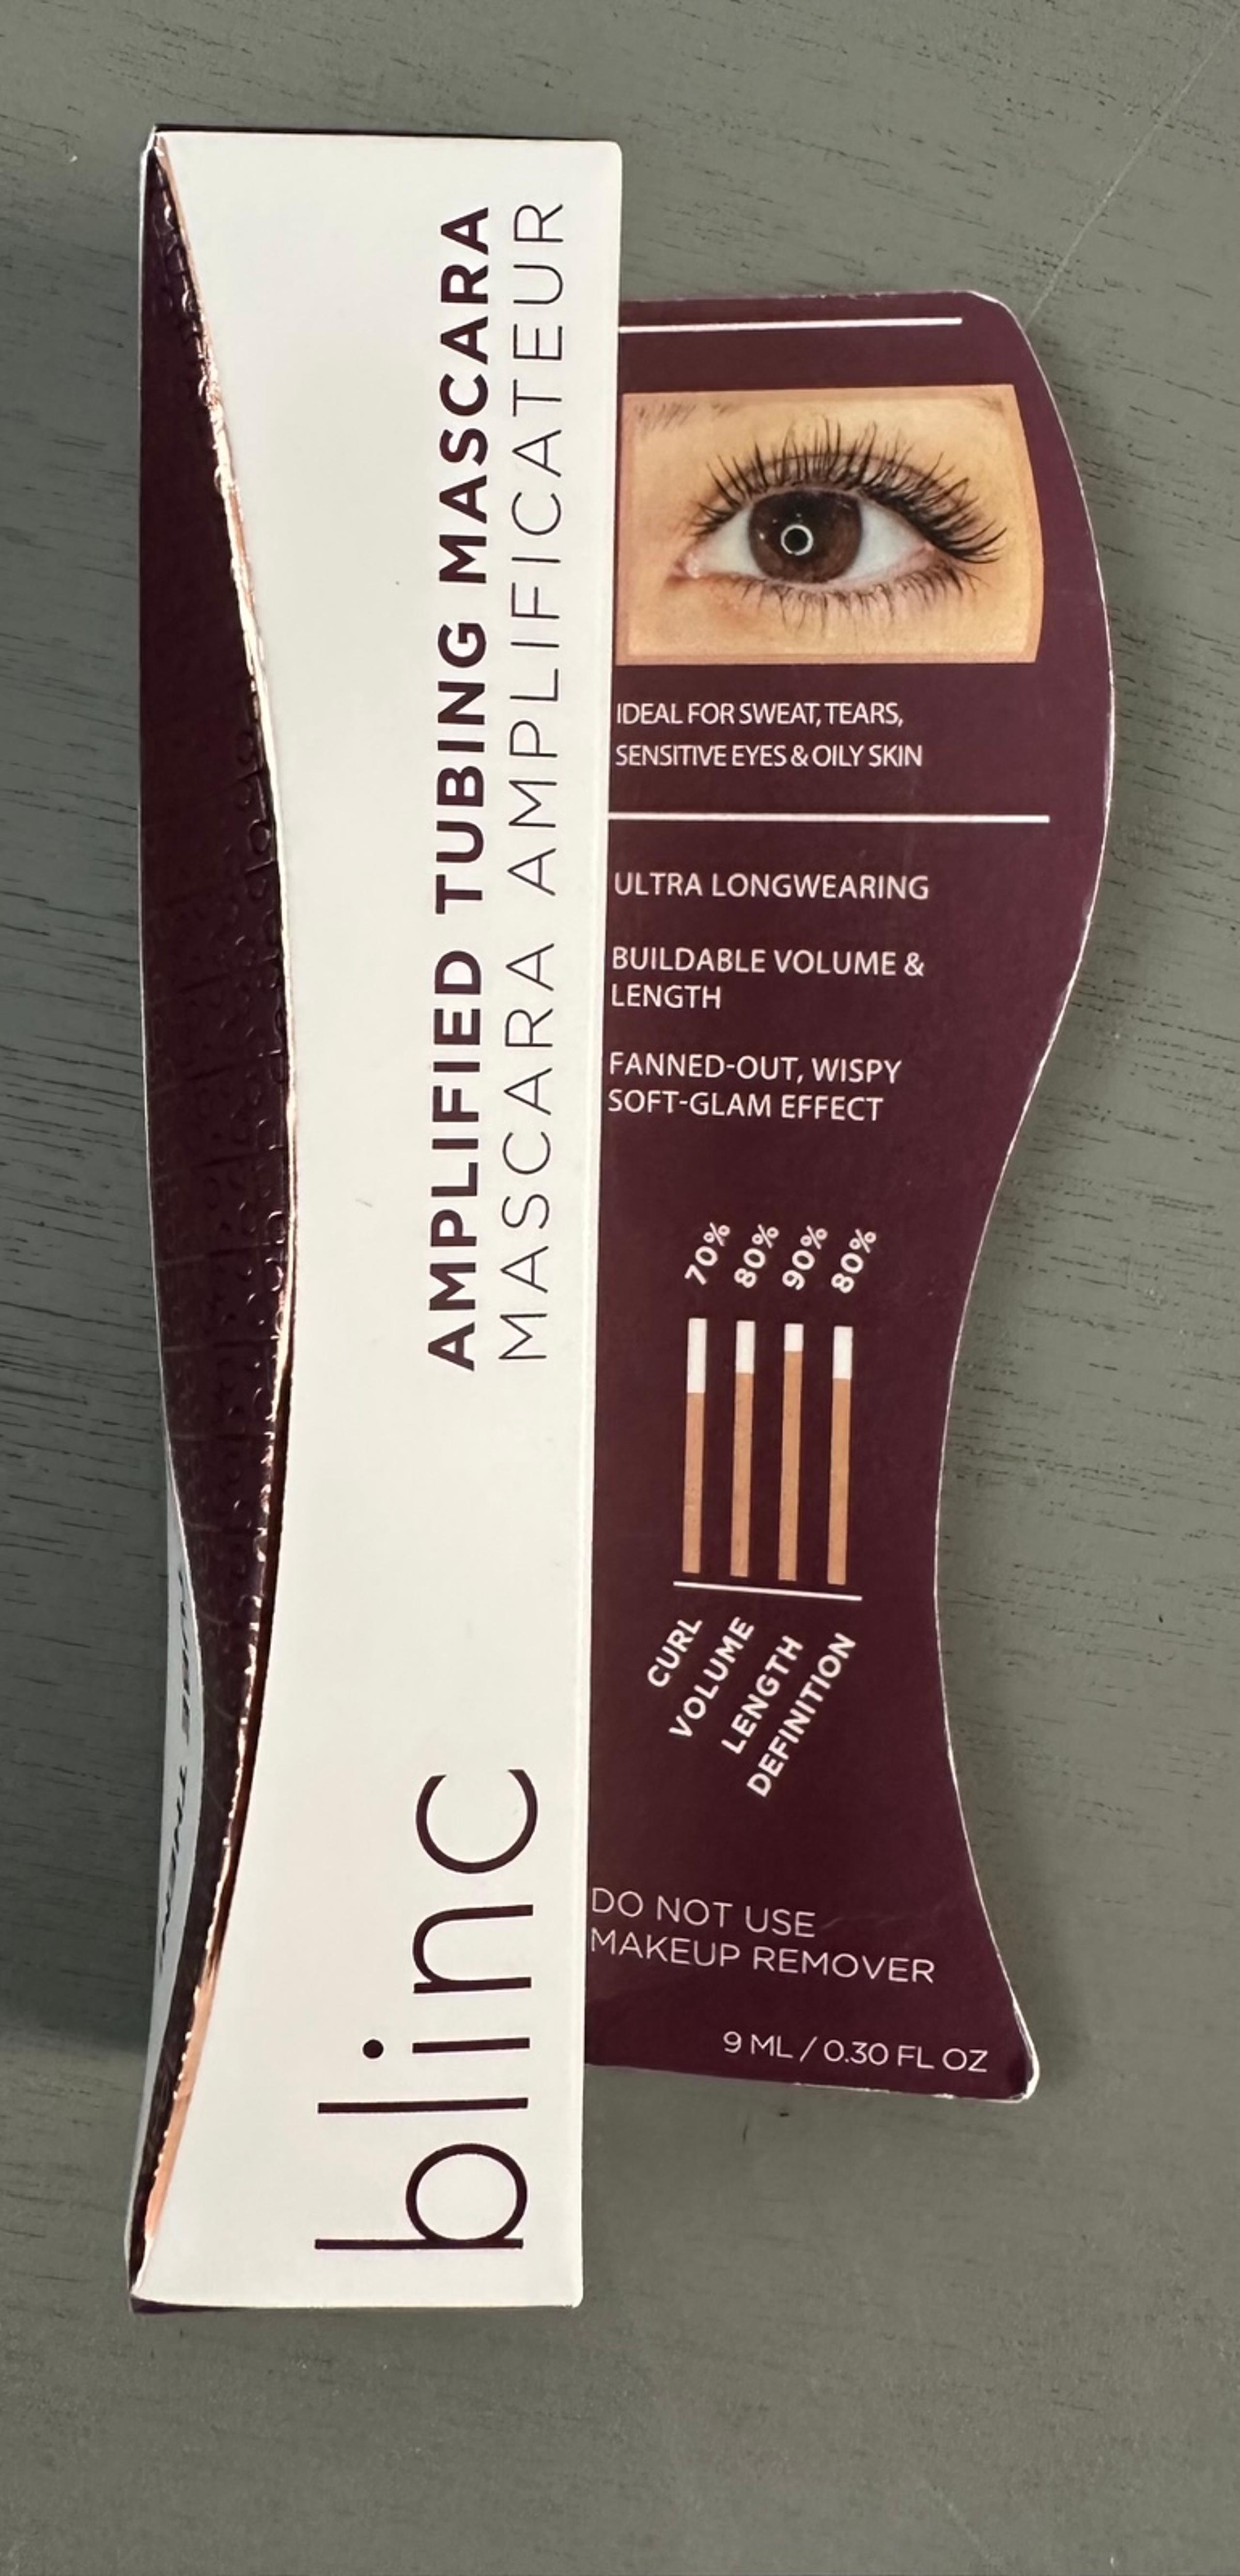 AMPLIFIED TUBING MASCARA
MASCARA AMPLIFICATEUR
blinc
IDEAL FOR SWEAT, TEARS,
SENSITIVE EYES & OILY SKIN
ULTRA LONGWEARING
BUILDABLE VOLUME &
LENGTH
FANNED-OUT, WISPY
SOFT-GLAM EFFECT
70% 80% 90% 80%
CURL VOLUME LENGTH DEFINITION
DO NOT USE
MAKEUP REMOVER
9 ML / 0.30 FL OZ